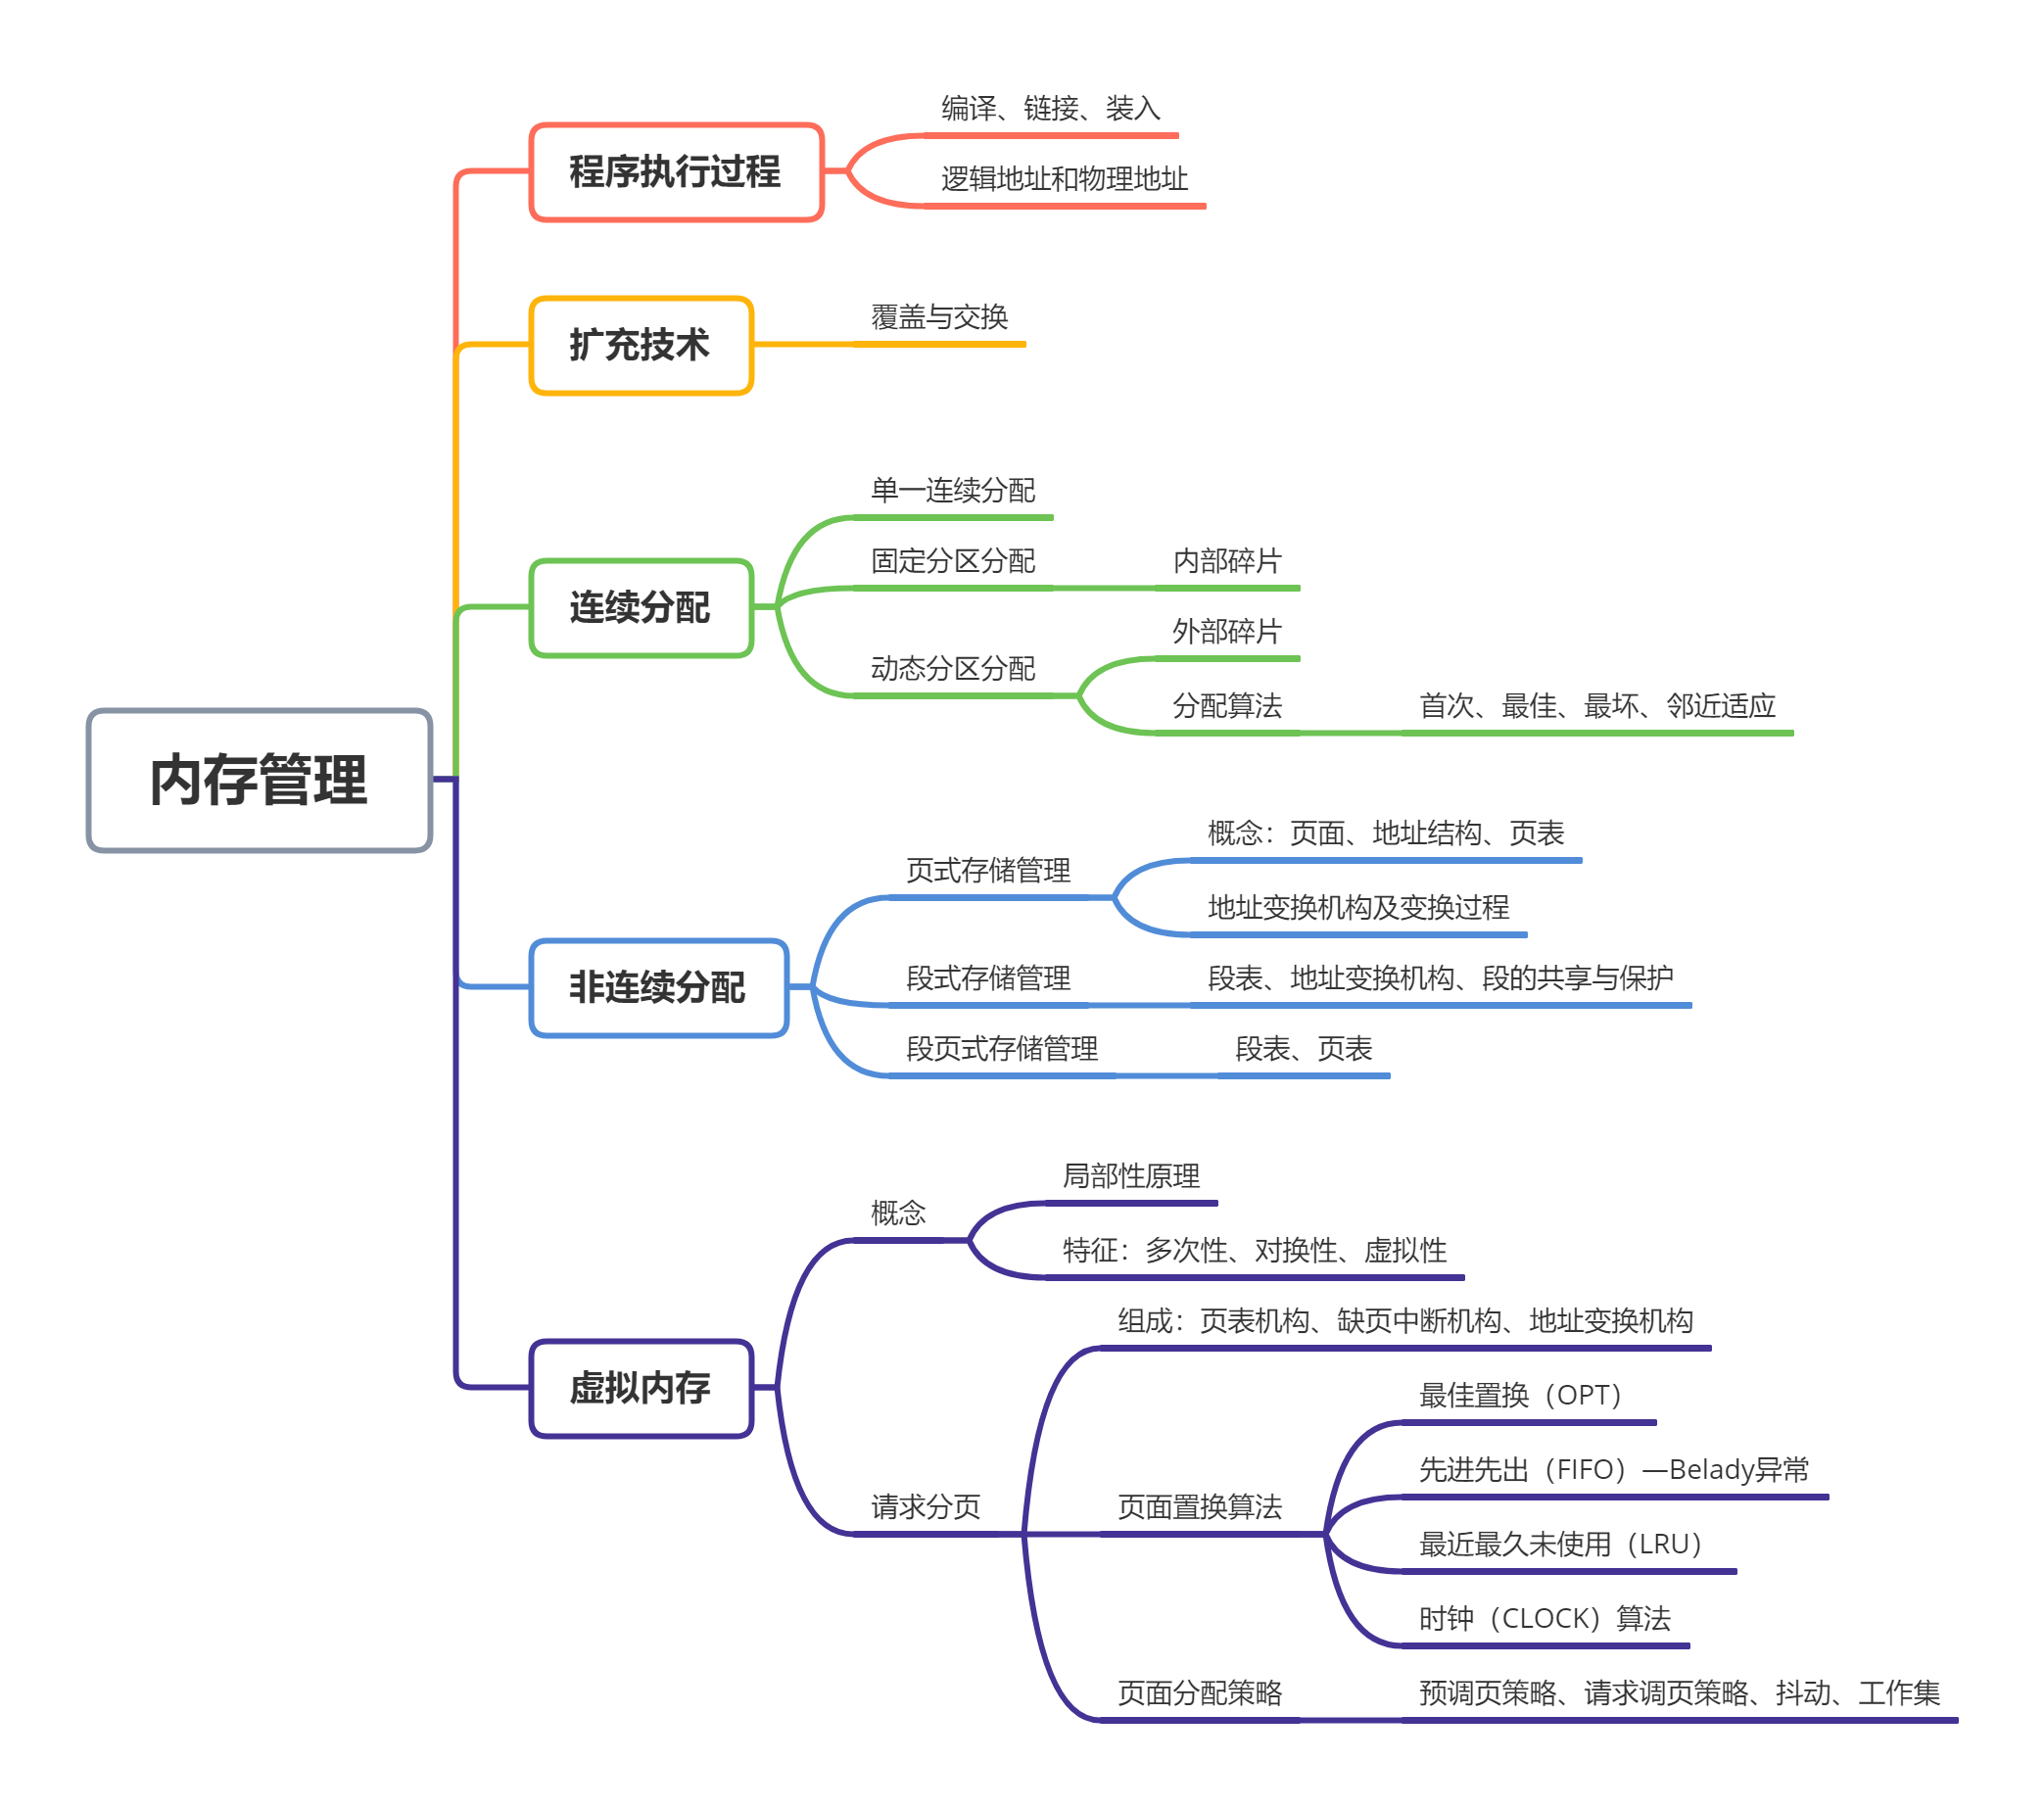 内存管理
程序执行过程
编译、链接、装入
逻辑地址和物理地址
扩充技术
覆盖与交换
连续分配
单一连续分配
固定分区分配
内部碎片
动态分区分配
外部碎片
分配算法
首次、最佳、最坏、邻近适应
非连续分配
页式存储管理
概念：页面、地址结构、页表
地址变换机构及变换过程
段式存储管理
段表、地址变换机构、段的共享与保护
段页式存储管理
段表、页表
虚拟内存
概念
局部性原理
特征：多次性、对换性、虚拟性
请求分页
组成：页表机构、缺页中断机构、地址变换机构
页面置换算法
最佳置换（OPT）
先进先出（FIFO）—Belady异常
最近最久未使用（LRU）
时钟（CLOCK）算法
页面分配策略
预调页策略、请求调页策略、抖动、工作集